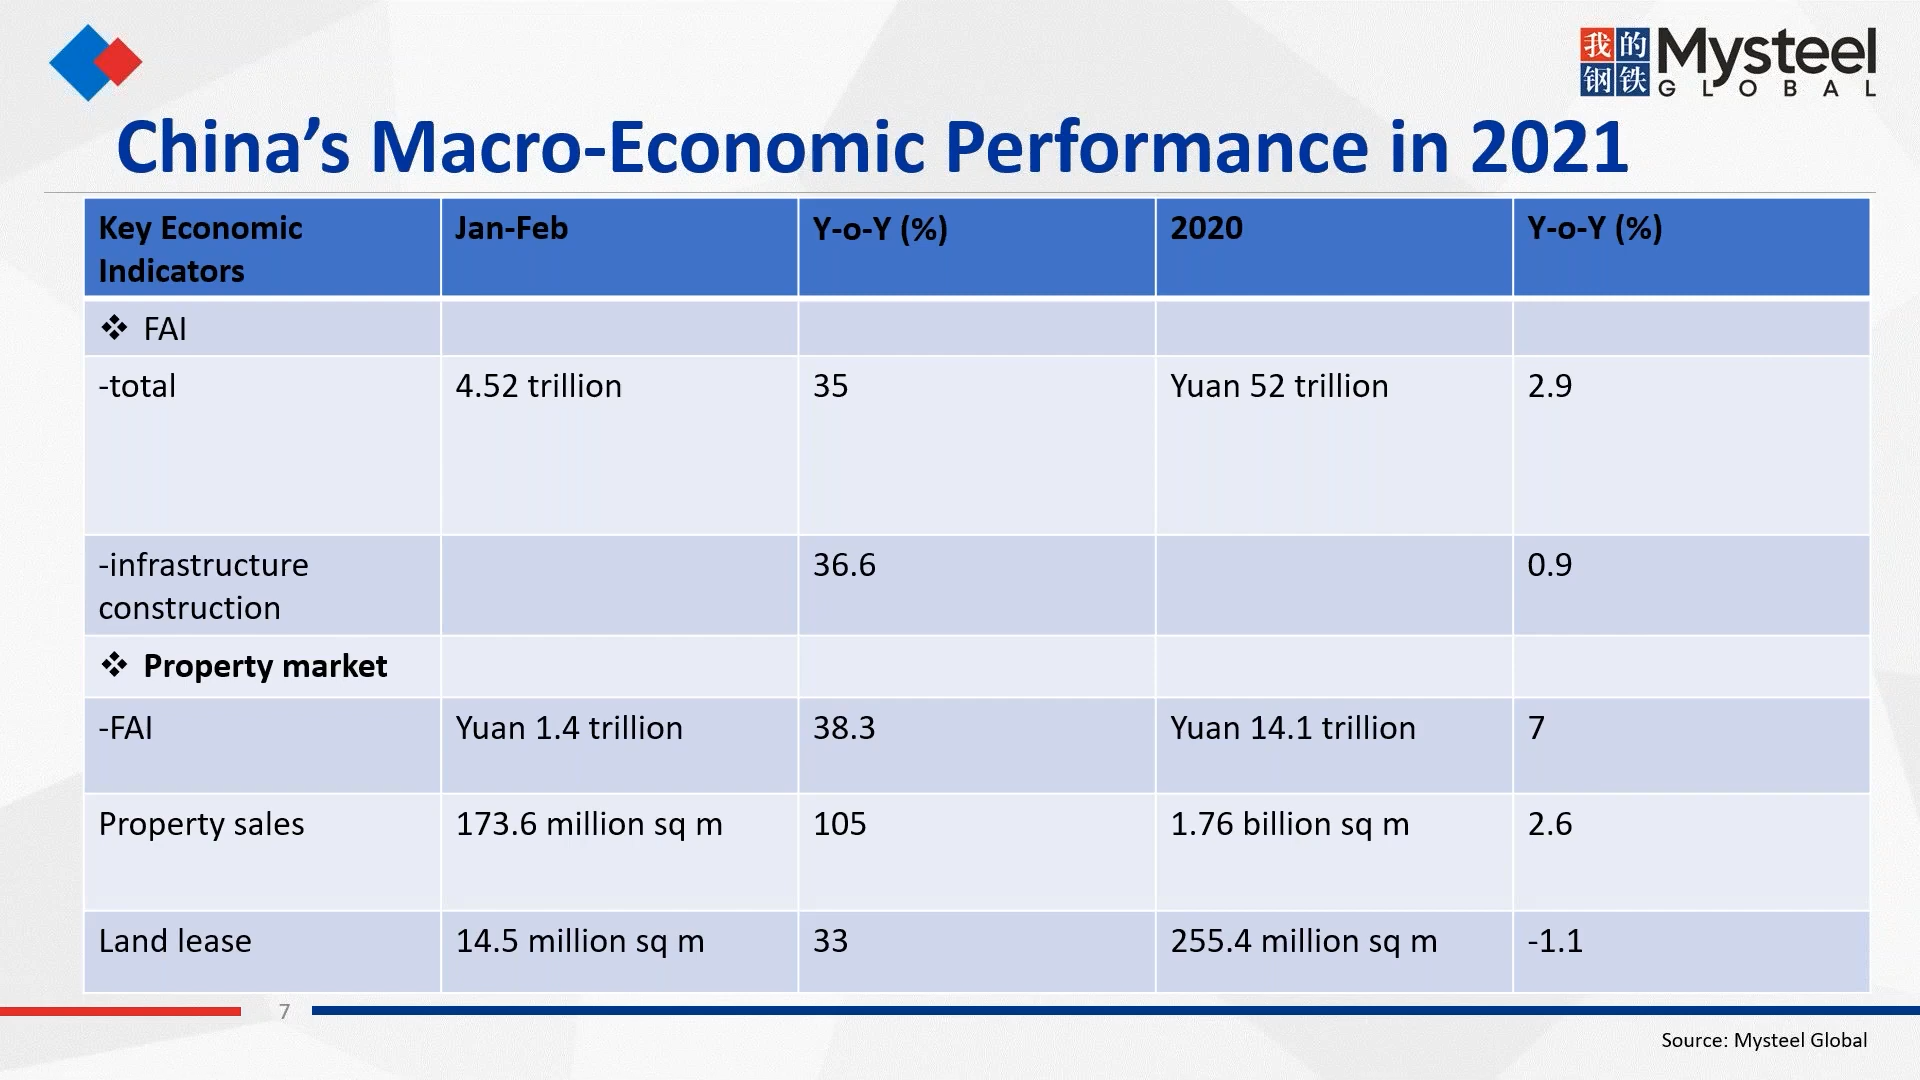 我的 Mysteel
钢铁 GLOBAL
China’s Macro-Economic Performance in 2021
Key Economic Indicators Jan-Feb Y-o-Y (%) 2020 Y-o-Y (%)
❖ FAI
-total 4.52 trillion 35 Yuan 52 trillion 2.9
-infrastructure construction 36.6 0.9
❖ Property market
-FAI Yuan 1.4 trillion 38.3 Yuan 14.1 trillion 7
Property sales 173.6 million sq m 105 1.76 billion sq m 2.6
Land lease 14.5 million sq m 33 255.4 million sq m -1.1
7
Source: Mysteel Global